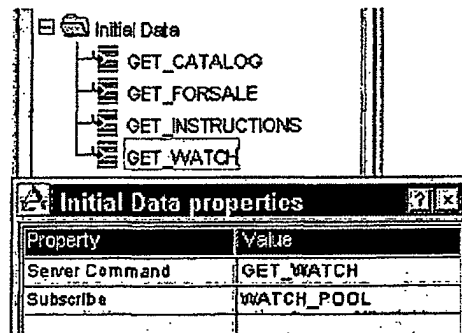 Initial Data
GET_CATALOG
GET_FORSALE
GET_INSTRUCTIONS
GET_WATCH
Initial Data properties
Property Value
Server Command GET_WATCH
Subscribe WATCH_POOL